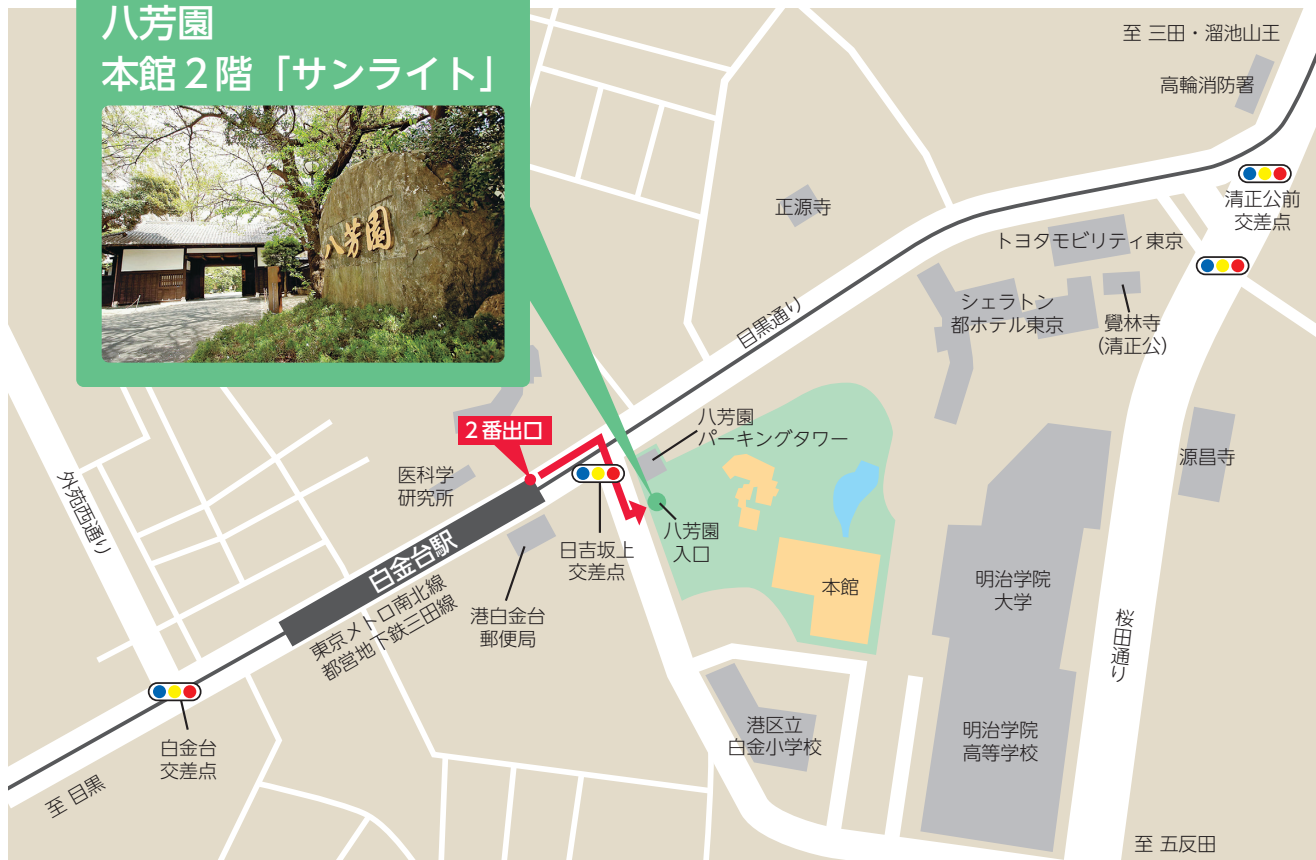 八芳園
本館2階「サンライト」
八芳園
至 三田・溜池山王
高輪消防署
清正公前
交差点
正源寺
トヨタモビリティ東京
シェラトン
都ホテル東京
覺林寺
(清正公)
目黒通り
八芳園
パーキングタワー
2番出口
源昌寺
医科学
研究所
外苑西通り
八芳園
入口
日吉坂上
交差点
白金台駅
東京メトロ南北線
都営地下鉄三田線
港白金台
郵便局
本館
明治学院
大学
桜田通り
港区立
白金小学校
明治学院
高等学校
白金台
交差点
至 目黒
至 五反田